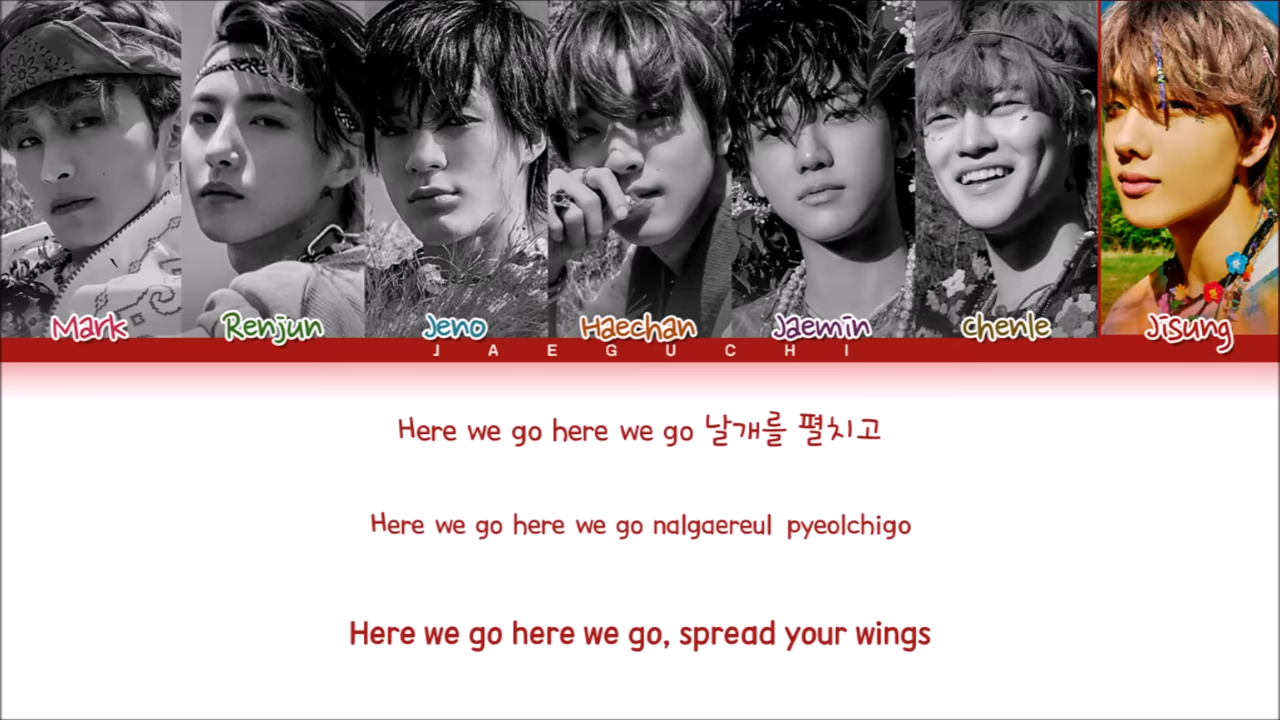 Mark Renjun Jeno Haechan Jaemin Chenle Jisung
JAEGUCHI
Here we go here we go 날개를 펼치고
Here we go here we go nalgaereul pyeolchigo
Here we go here we go, spread your wings